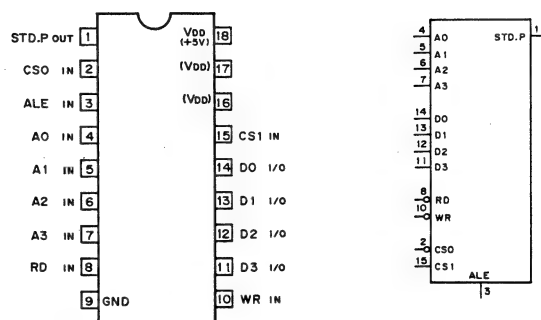 STD.P OUT 1
CSO IN 2
ALE IN 3
A0 IN 4
A1 IN 5
A2 IN 6
A3 IN 7
RD IN 8
9 GND
VDD (+5V) 18
(VDD) 17
(VDD) 16
15 CS1 IN
14 D0 I/O
13 D1 I/O
12 D2 I/O
11 D3 I/O
10 WR IN
4 A0
5 A1
6 A2
7 A3
14 D0
13 D1
12 D2
11 D3
8 RD
10 WR
2 CSO
15 CS1
STD.P 1
ALE
3